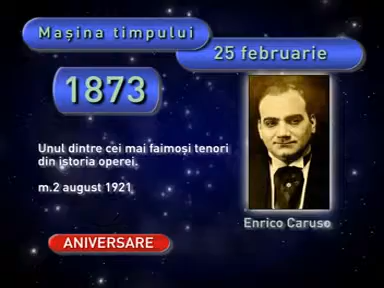 Mașina timpului
25 februarie
1873
Unul dintre cei mai faimoși tenori
din istoria operei.
m.2 august 1921
Enrico Caruso
ANIVERSARE